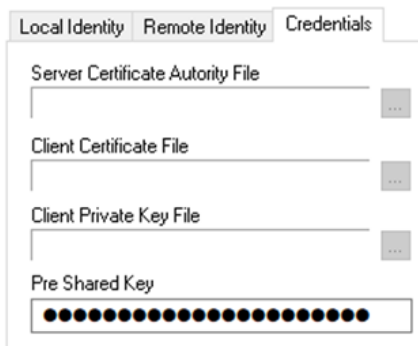 Local Identity Remote Identity Credentials
Server Certificate Autority File
...
Client Certificate File
...
Client Private Key File
...
Pre Shared Key
●●●●●●●●●●●●●●●●●●●●●●